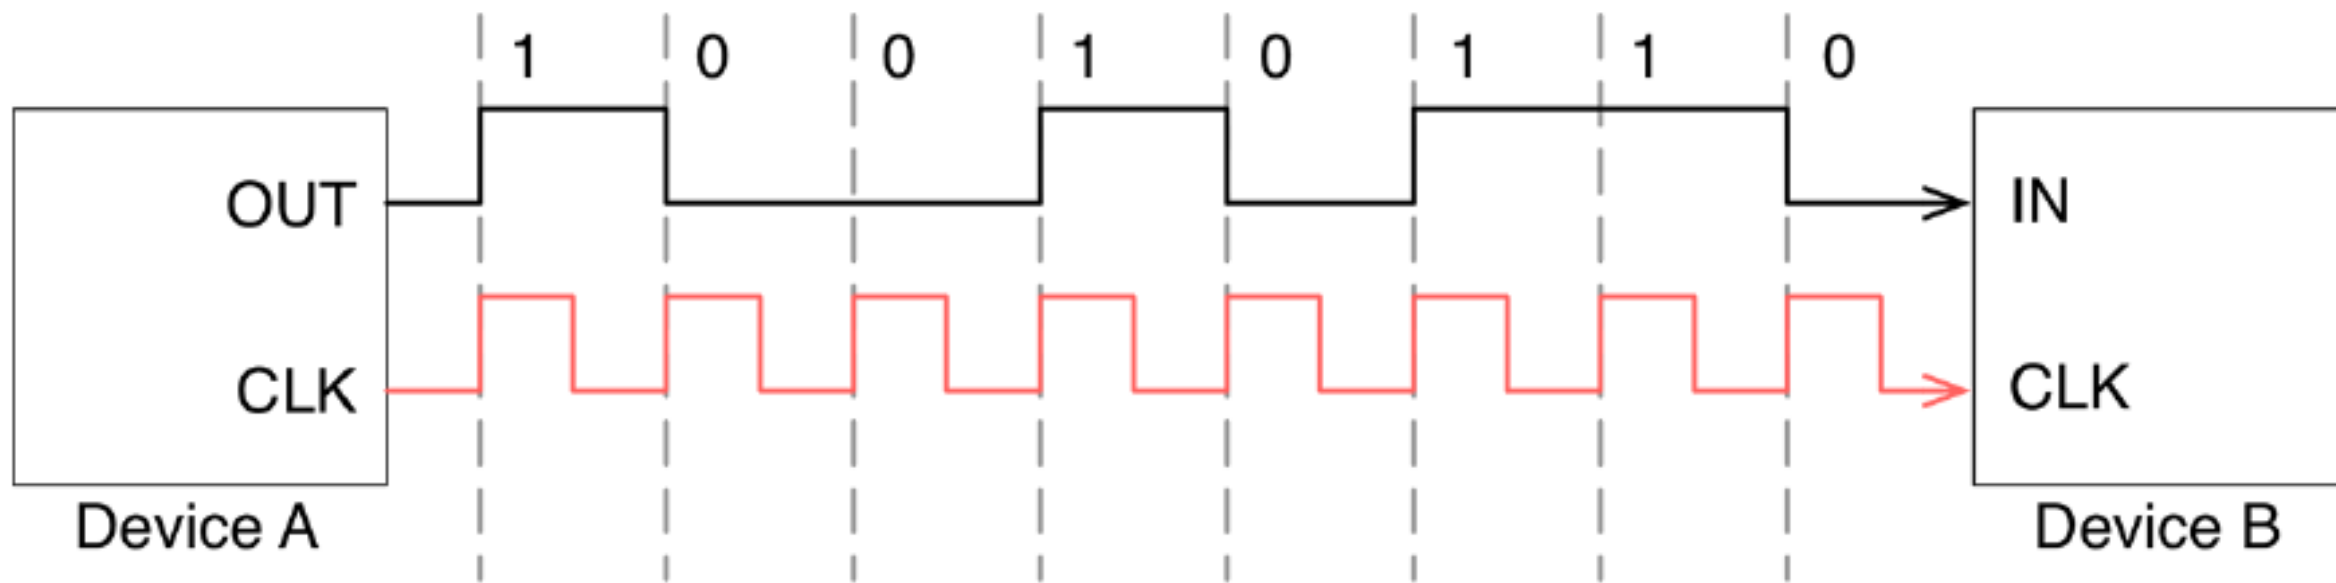 1 0 0 1 0 1 1 0
OUT
IN
CLK
CLK
Device A
Device B